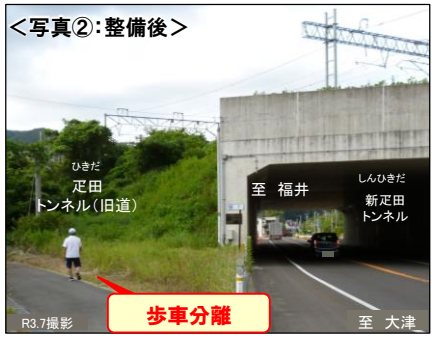 ＜写真②：整備後＞
ひきだ
疋田
トンネル（旧道）
至 福井
しんひきだ
新疋田
トンネル
歩車分離
R3.7撮影
至 大津